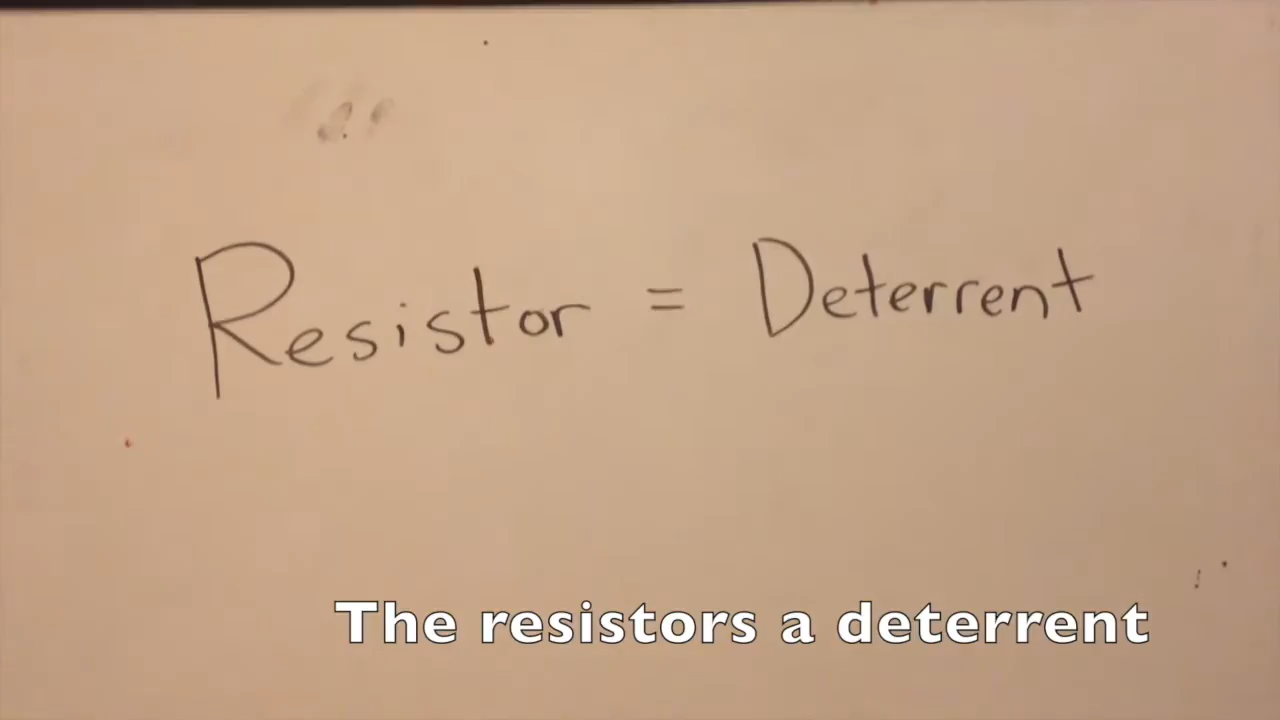 Resistor = Deterrent
The resistors a deterrent